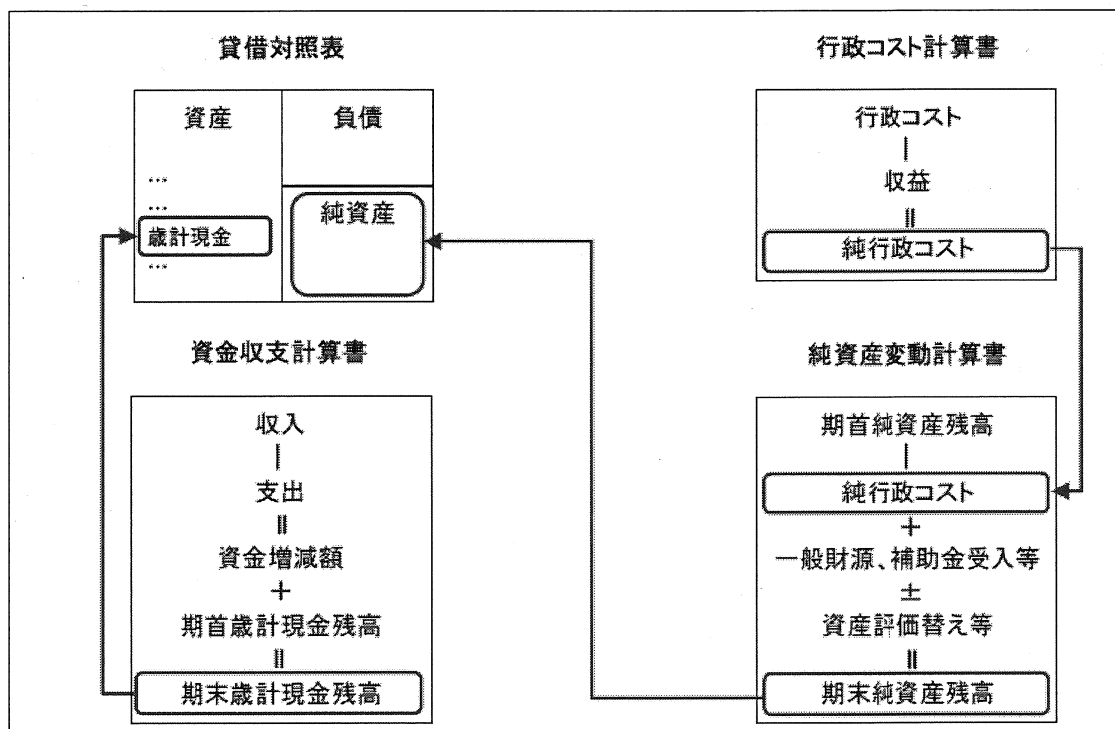 貸借対照表
資産
負債
…
…
歳計現金
…
純資産
行政コスト計算書
行政コスト
－
収益
＝
純行政コスト
資金収支計算書
収入
－
支出
＝
資金増減額
＋
期首歳計現金残高
＝
期末歳計現金残高
純資産変動計算書
期首純資産残高
－
純行政コスト
＋
一般財源、補助金受入等
±
資産評価替え等
＝
期末純資産残高